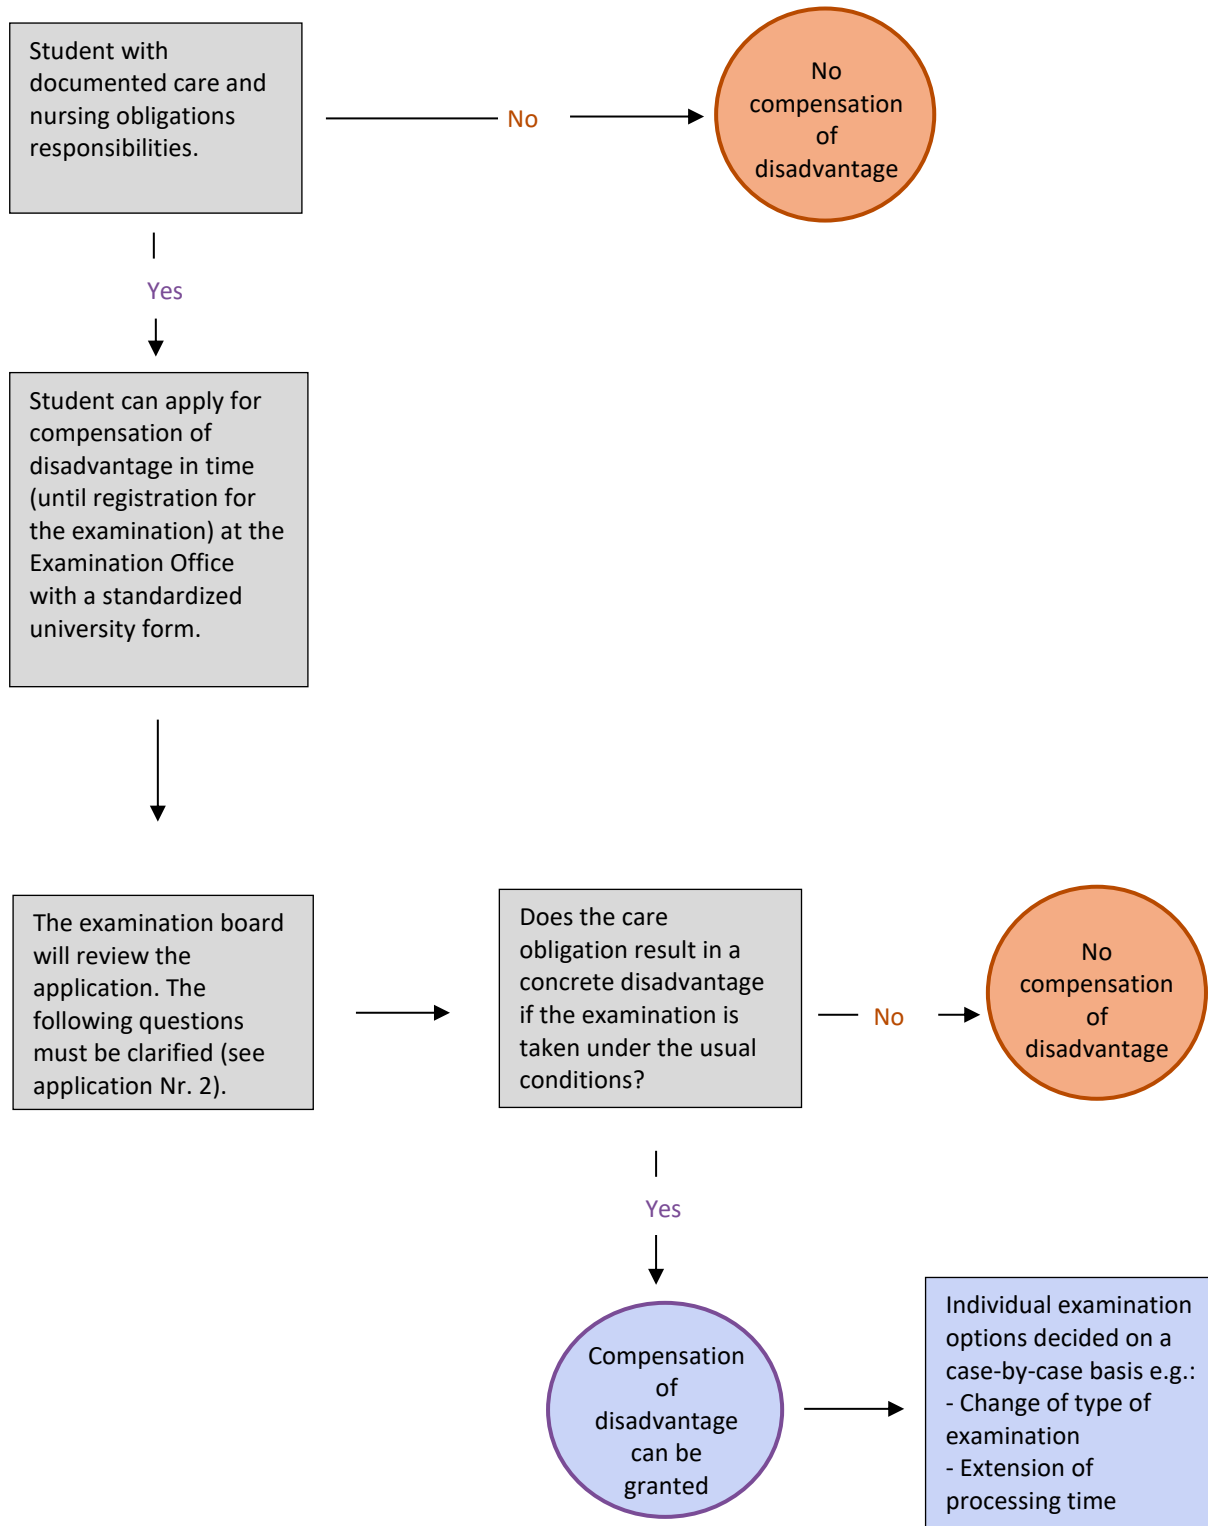 Student with
documented care and
nursing obligations
responsibilities.
No
No
compensation
of
disadvantage
Yes
Student can apply for
compensation of
disadvantage in time
(until registration for
the examination) at the
Examination Office
with a standardized
university form.
The examination board
will review the
application. The
following questions
must be clarified (see
application Nr. 2).
Does the care
obligation result in a
concrete disadvantage
if the examination is
taken under the usual
conditions?
No
No
compensation
of
disadvantage
Yes
Compensation
of
disadvantage
can be
granted
Individual examination
options decided on a
case-by-case basis e.g.:
- Change of type of
examination
- Extension of
processing time